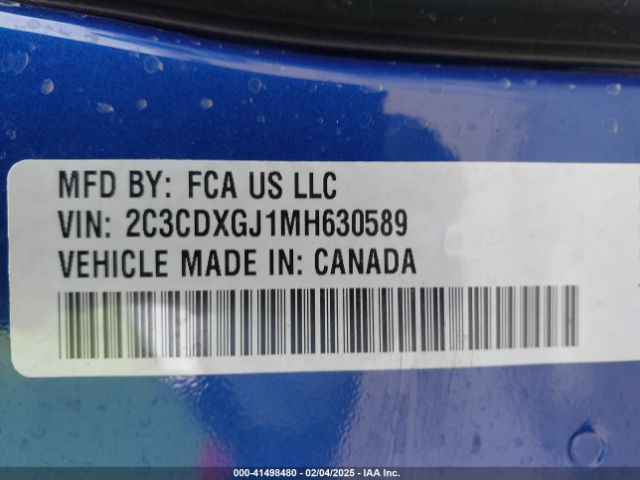 MFD BY: FCA US LLC
VIN: 2C3CDXGJ1MH630589
VEHICLE MADE IN: CANADA
000-41498480 - 02/04/2025 - IAA Inc.